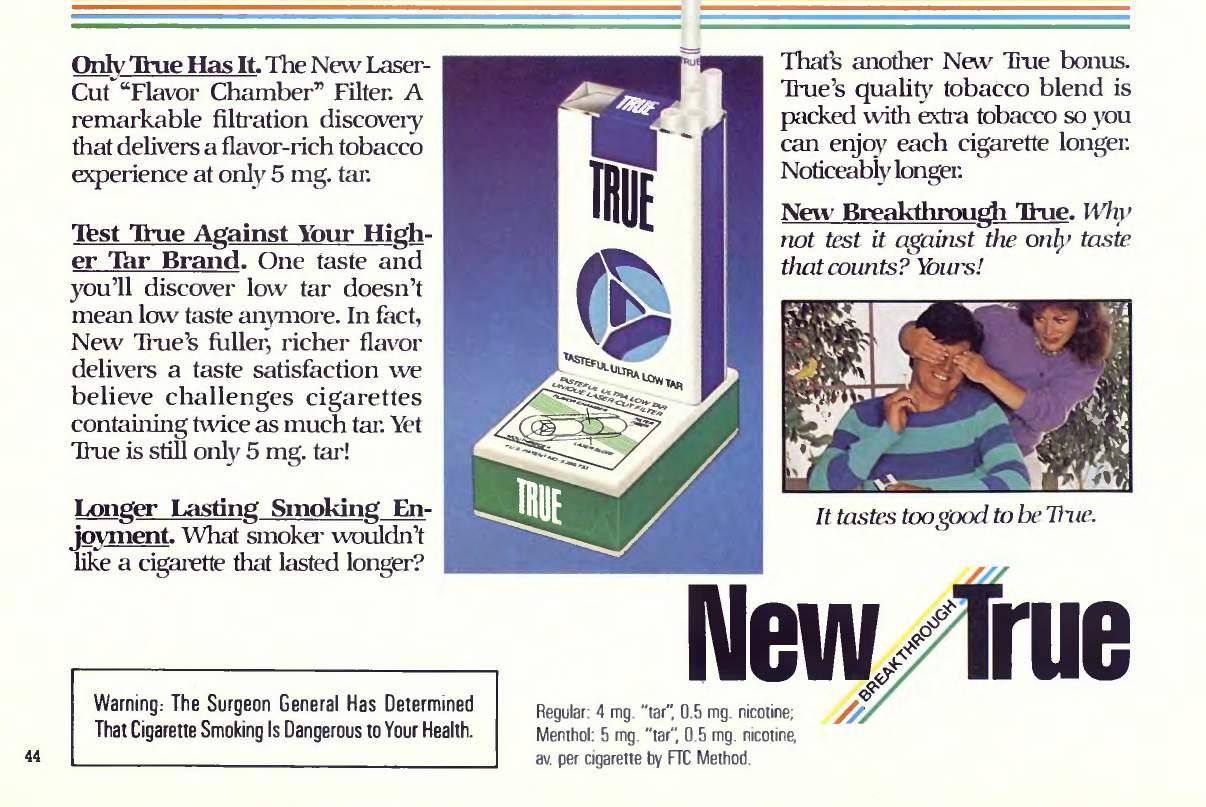 Only True Has It. The New Laser-
Cut “Flavor Chamber” Filter. A
remarkable filtration discovery
that delivers a flavor-rich tobacco
experience at only 5 mg. tar.
Test True Against Your High-
er Tar Brand. One taste and
you’ll discover low tar doesn’t
mean low taste anymore. In fact,
New True’s fuller, richer flavor
delivers a taste satisfaction we
believe challenges cigarettes
containing twice as much tar. Yet
True is still only 5 mg. tar!
Longer Lasting Smoking En-
joyment. What smoker wouldn’t
like a cigarette that lasted longer?
TRUE
TRUE
TRUE
TASTEFUL ULTRA LOW TAR
TASTEFUL ULTRA LOW TAR
UNIQUE LASER CUT FILTER
TRUE
That’s another New True bonus.
True’s quality tobacco blend is
packed with extra tobacco so you
can enjoy each cigarette longer.
Noticeably longer.
New Breakthrough True. Why
not test it against the only taste
that counts? Yours!
It tastes too good to be True.
New True
BREAKTHROUGH
Warning: The Surgeon General Has Determined
That Cigarette Smoking Is Dangerous to Your Health.
Regular: 4 mg. "tar", 0.5 mg. nicotine;
Menthol: 5 mg. "tar", 0.5 mg. nicotine,
av. per cigarette by FTC Method.
44